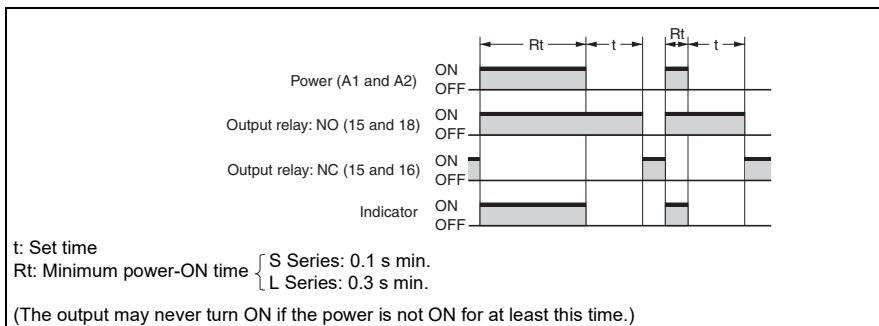 Rt t Rt t
Power (A1 and A2) ON
OFF
Output relay: NO (15 and 18) ON
OFF
Output relay: NC (15 and 16) ON
OFF
Indicator ON
OFF
t: Set time
Rt: Minimum power-ON time { S Series: 0.1 s min.
L Series: 0.3 s min.
(The output may never turn ON if the power is not ON for at least this time.)